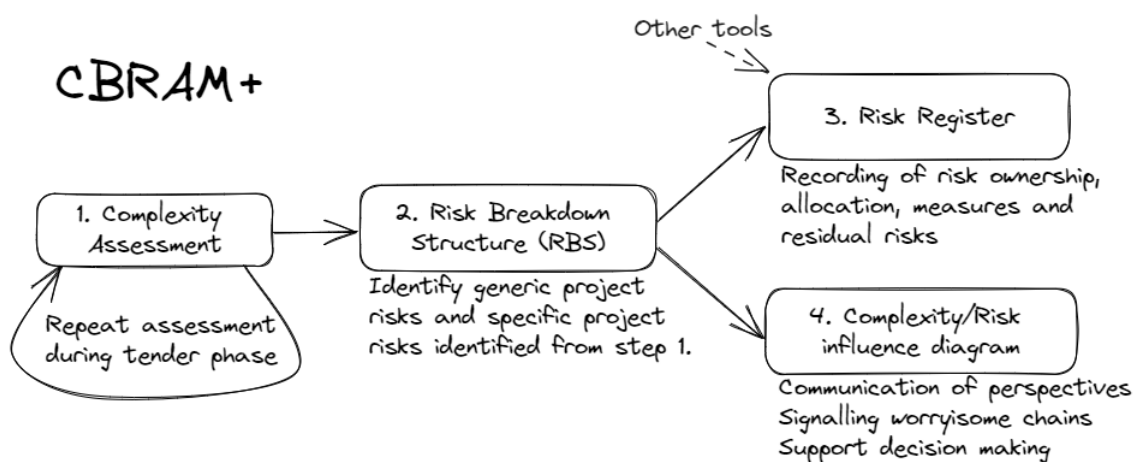 CBRAM+
Other tools
1. Complexity
Assessment
Repeat assessment
during tender phase
2. Risk Breakdown
Structure (RBS)
Identify generic project
risks and specific project
risks identified from step 1.
3. Risk Register
Recording of risk ownership,
allocation, measures and
residual risks
4. Complexity/Risk
influence diagram
Communication of perspectives
Signalling worryisome chains
Support decision making